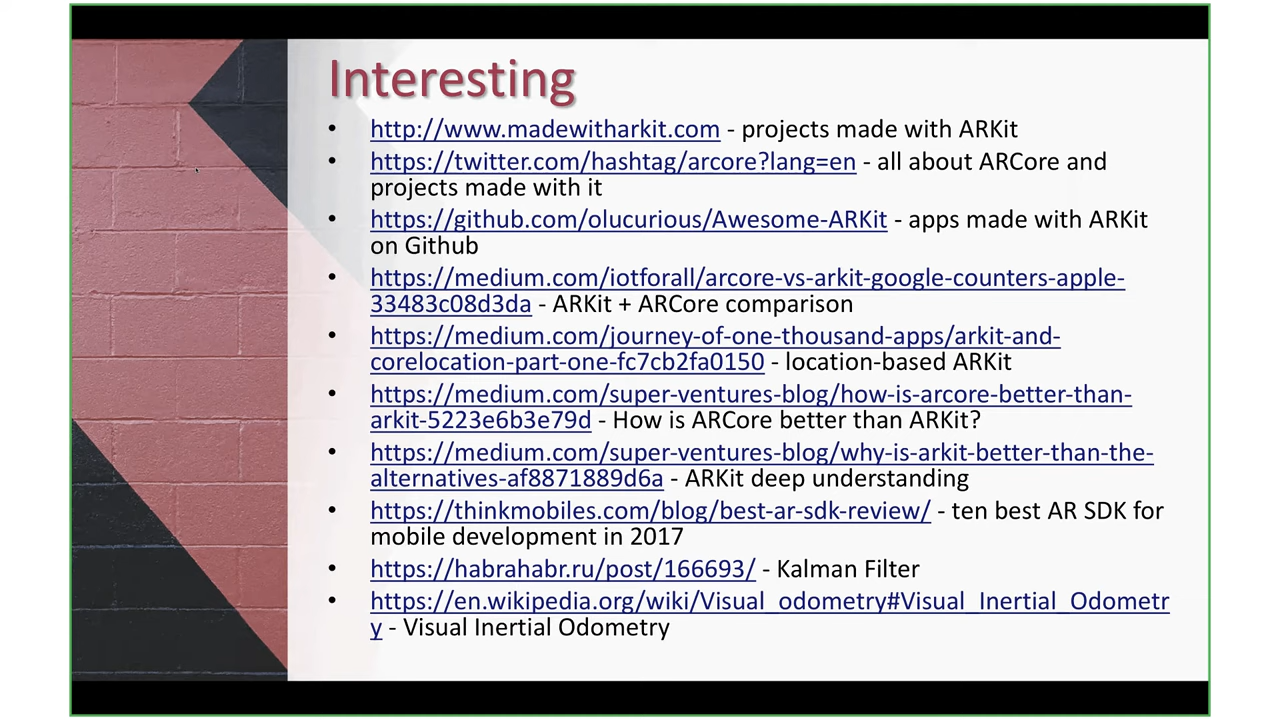 Interesting
• http://www.madewitharkit.com - projects made with ARKit
• https://twitter.com/hashtag/arcore?lang=en - all about ARCore and
projects made with it
• https://github.com/olucurious/Awesome-ARKit - apps made with ARKit
on Github
• https://medium.com/iotforall/arcore-vs-arkit-google-counters-apple-
33483c08d3da - ARKit + ARCore comparison
• https://medium.com/journey-of-one-thousand-apps/arkit-and-
corelocation-part-one-fc7cb2fa0150 - location-based ARKit
• https://medium.com/super-ventures-blog/how-is-arcore-better-than-
arkit-5223e6b3e79d - How is ARCore better than ARKit?
• https://medium.com/super-ventures-blog/why-is-arkit-better-than-the-
alternatives-af8871889d6a - ARKit deep understanding
• https://thinkmobiles.com/blog/best-ar-sdk-review/ - ten best AR SDK for
mobile development in 2017
• https://habrahabr.ru/post/166693/ - Kalman Filter
• https://en.wikipedia.org/wiki/Visual_odometry#Visual_Inertial_Odometr
y - Visual Inertial Odometry